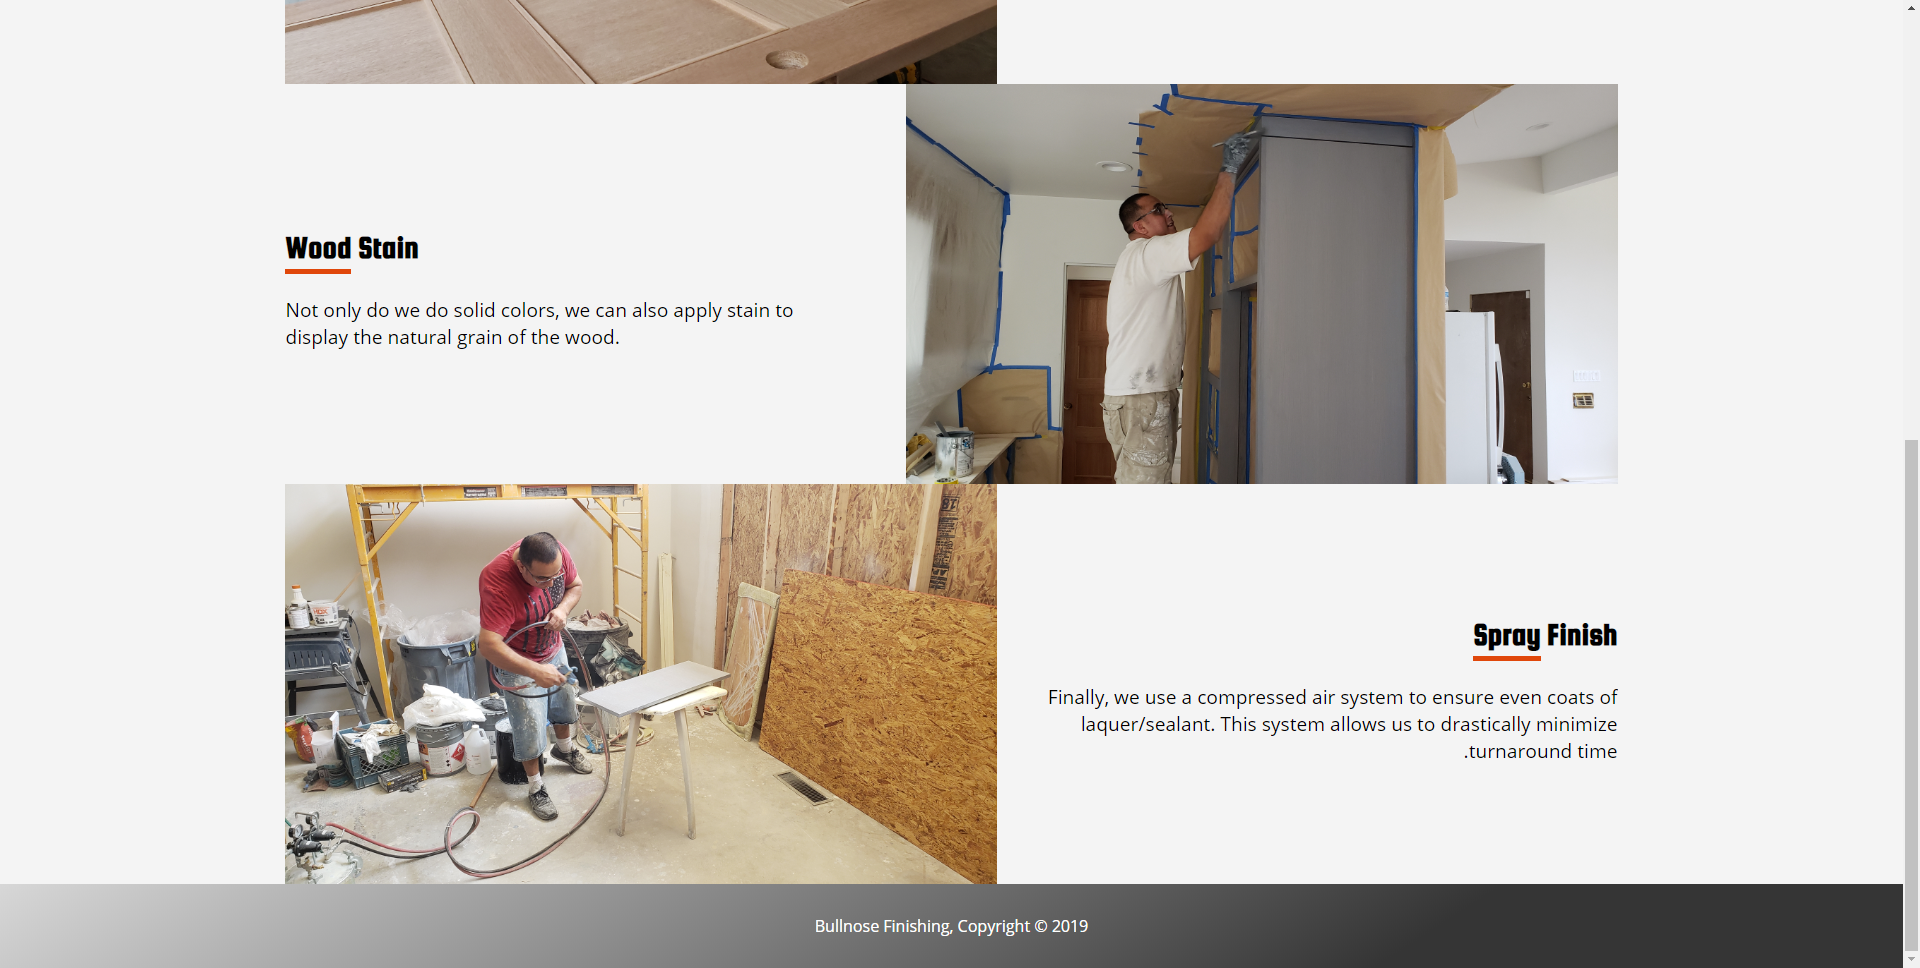 Wood Stain
Not only do we do solid colors, we can also apply stain to
display the natural grain of the wood.
Spray Finish
Finally, we use a compressed air system to ensure even coats of
laquer/sealant. This system allows us to drastically minimize
.turnaround time
Bullnose Finishing, Copyright © 2019